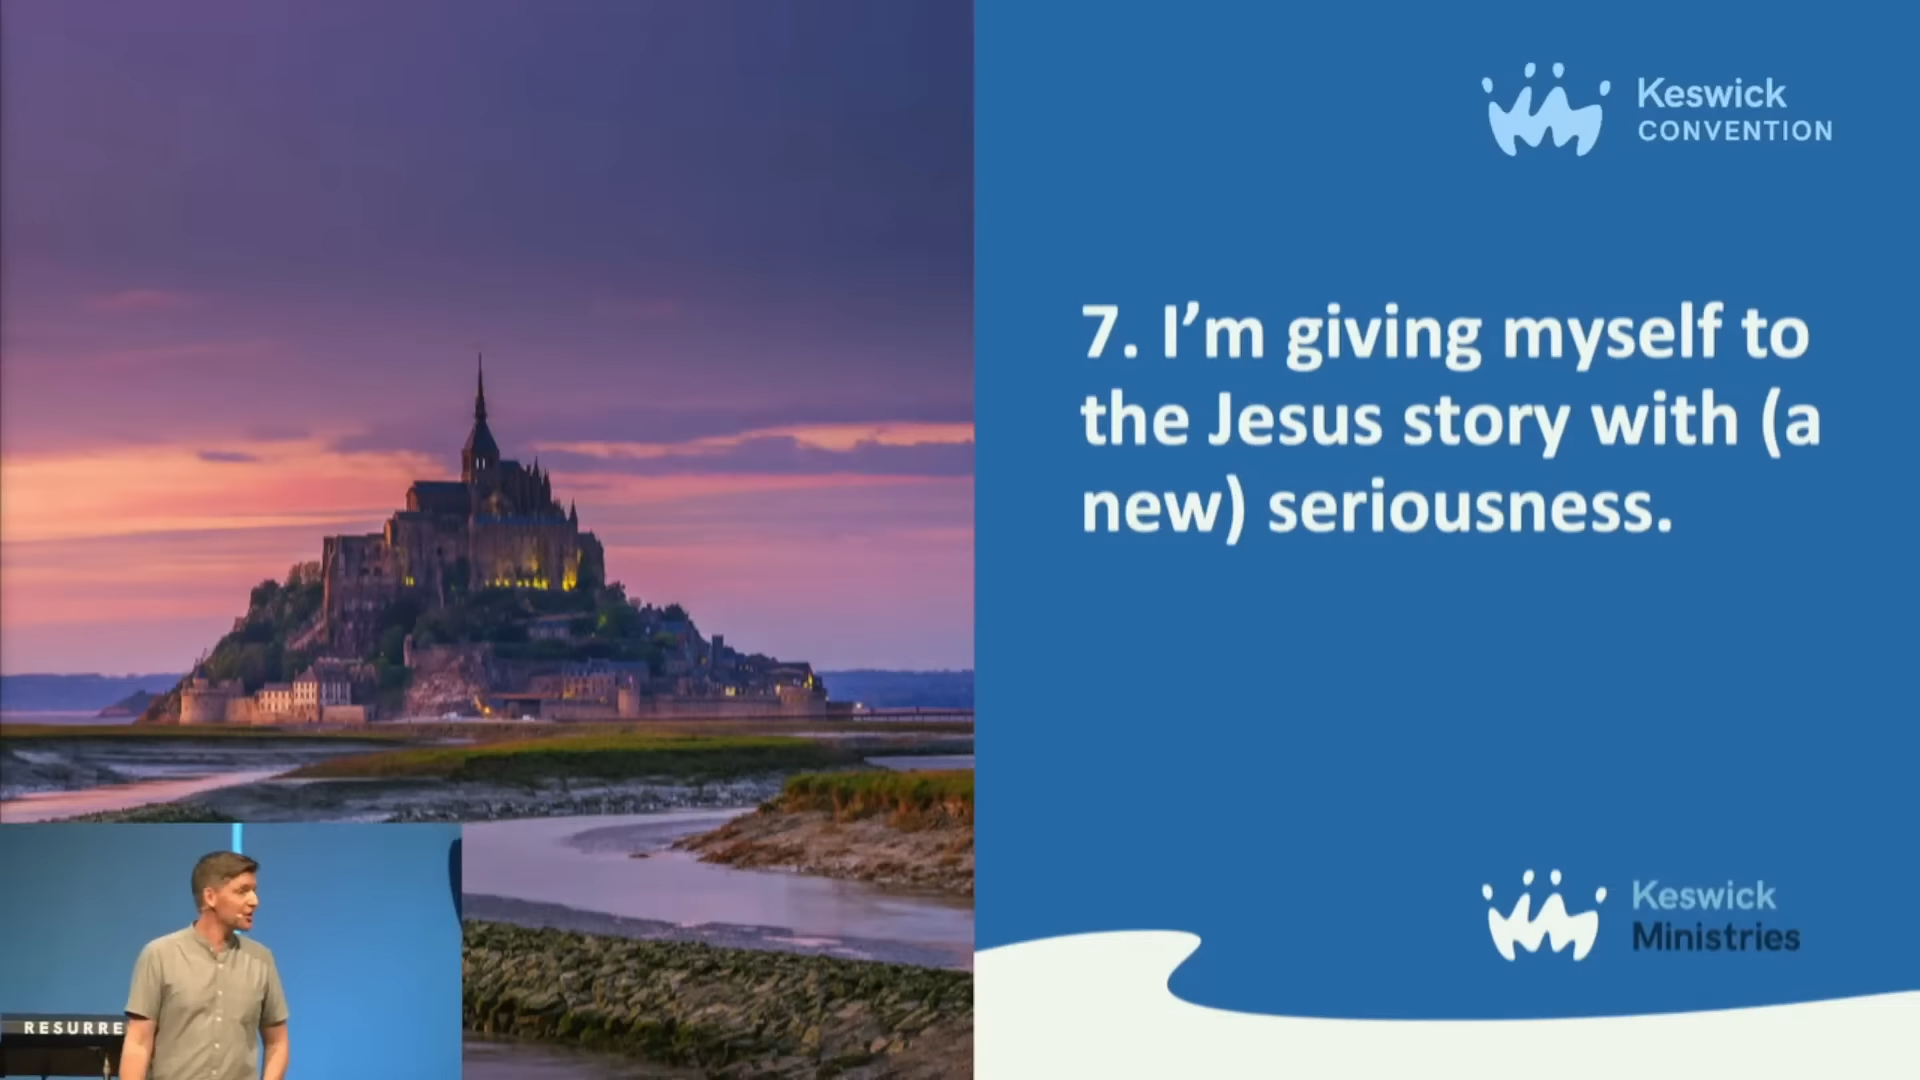 Keswick
CONVENTION
7. I’m giving myself to
the Jesus story with (a
new) seriousness.
Keswick
Ministries
RESURRE